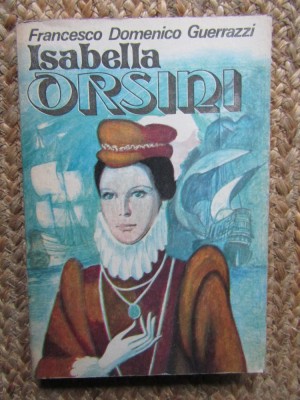 Francesco Domenico Guerrazzi
Isabella
ORSINI